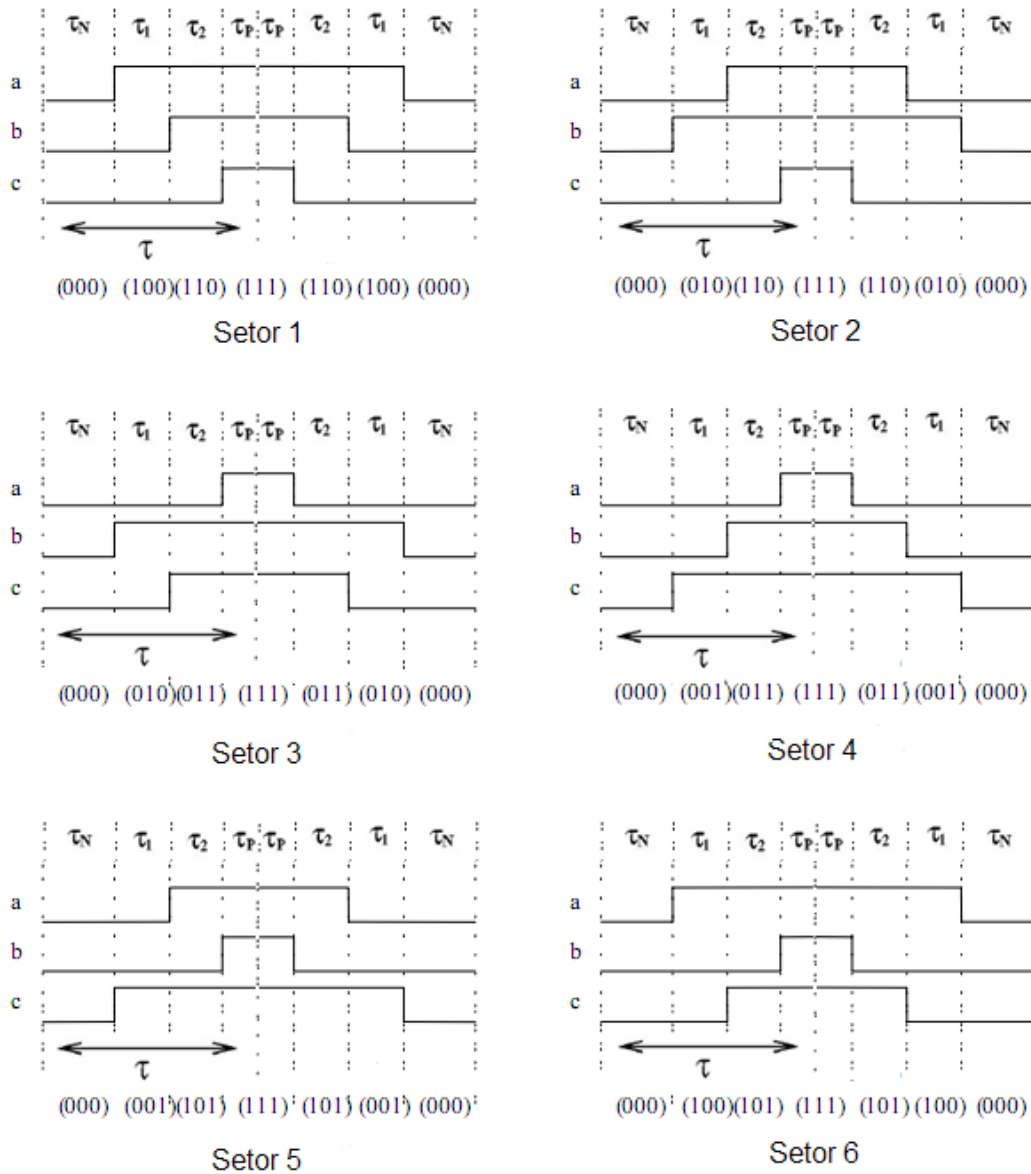 τN τ1 τ2 τP τP τ2 τ1 τN
a
b
c
τ
(000) (100)(110) (111) (110) (100) (000)
Setor 1
τN τ1 τ2 τP τP τ2 τ1 τN
a
b
c
τ
(000) (010)(110) (111) (110) (010) (000)
Setor 2
τN τ1 τ2 τP τP τ2 τ1 τN
a
b
c
τ
(000) (010)(011) (111) (011) (010) (000)
Setor 3
τN τ1 τ2 τP τP τ2 τ1 τN
a
b
c
τ
(000) (001)(011) (111) (011) (001) (000)
Setor 4
τN τ1 τ2 τP τP τ2 τ1 τN
a
b
c
τ
(000) (001)(101) (111) (101) (001) (000)
Setor 5
τN τ1 τ2 τP τP τ2 τ1 τN
a
b
c
τ
(000) (100)(101) (111) (101) (100) (000)
Setor 6